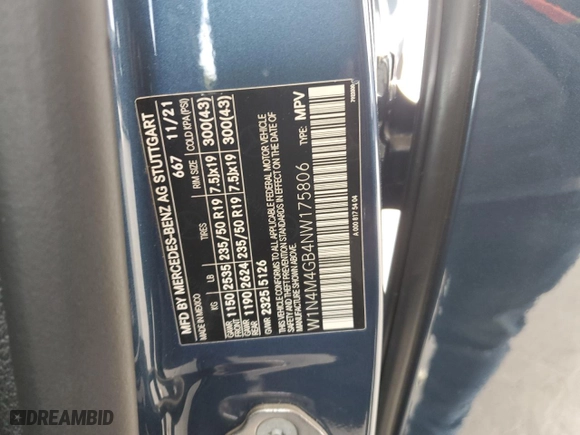 MFD BY MERCEDES-BENZ AG STUTTGART
MADE IN MEXICO 667 11/21
KG LB TIRES RIM SIZE COLD KPA(PSI)
GAWR FRONT 1150 2535 235/50 R19 7.5Jx19 300(43)
GAWR REAR 1190 2624 235/50 R19 7.5Jx19 300(43)
GVWR 2325 5126
THIS VEHICLE CONFORMS TO ALL APPLICABLE FEDERAL MOTOR VEHICLE
SAFETY AND THEFT PREVENTION STANDARDS IN EFFECT ON THE DATE OF
MANUFACTURE SHOWN ABOVE.
W1N4M4GB4NW175806 TYPE: MPV
A 000 817 54 04
DREAMBID